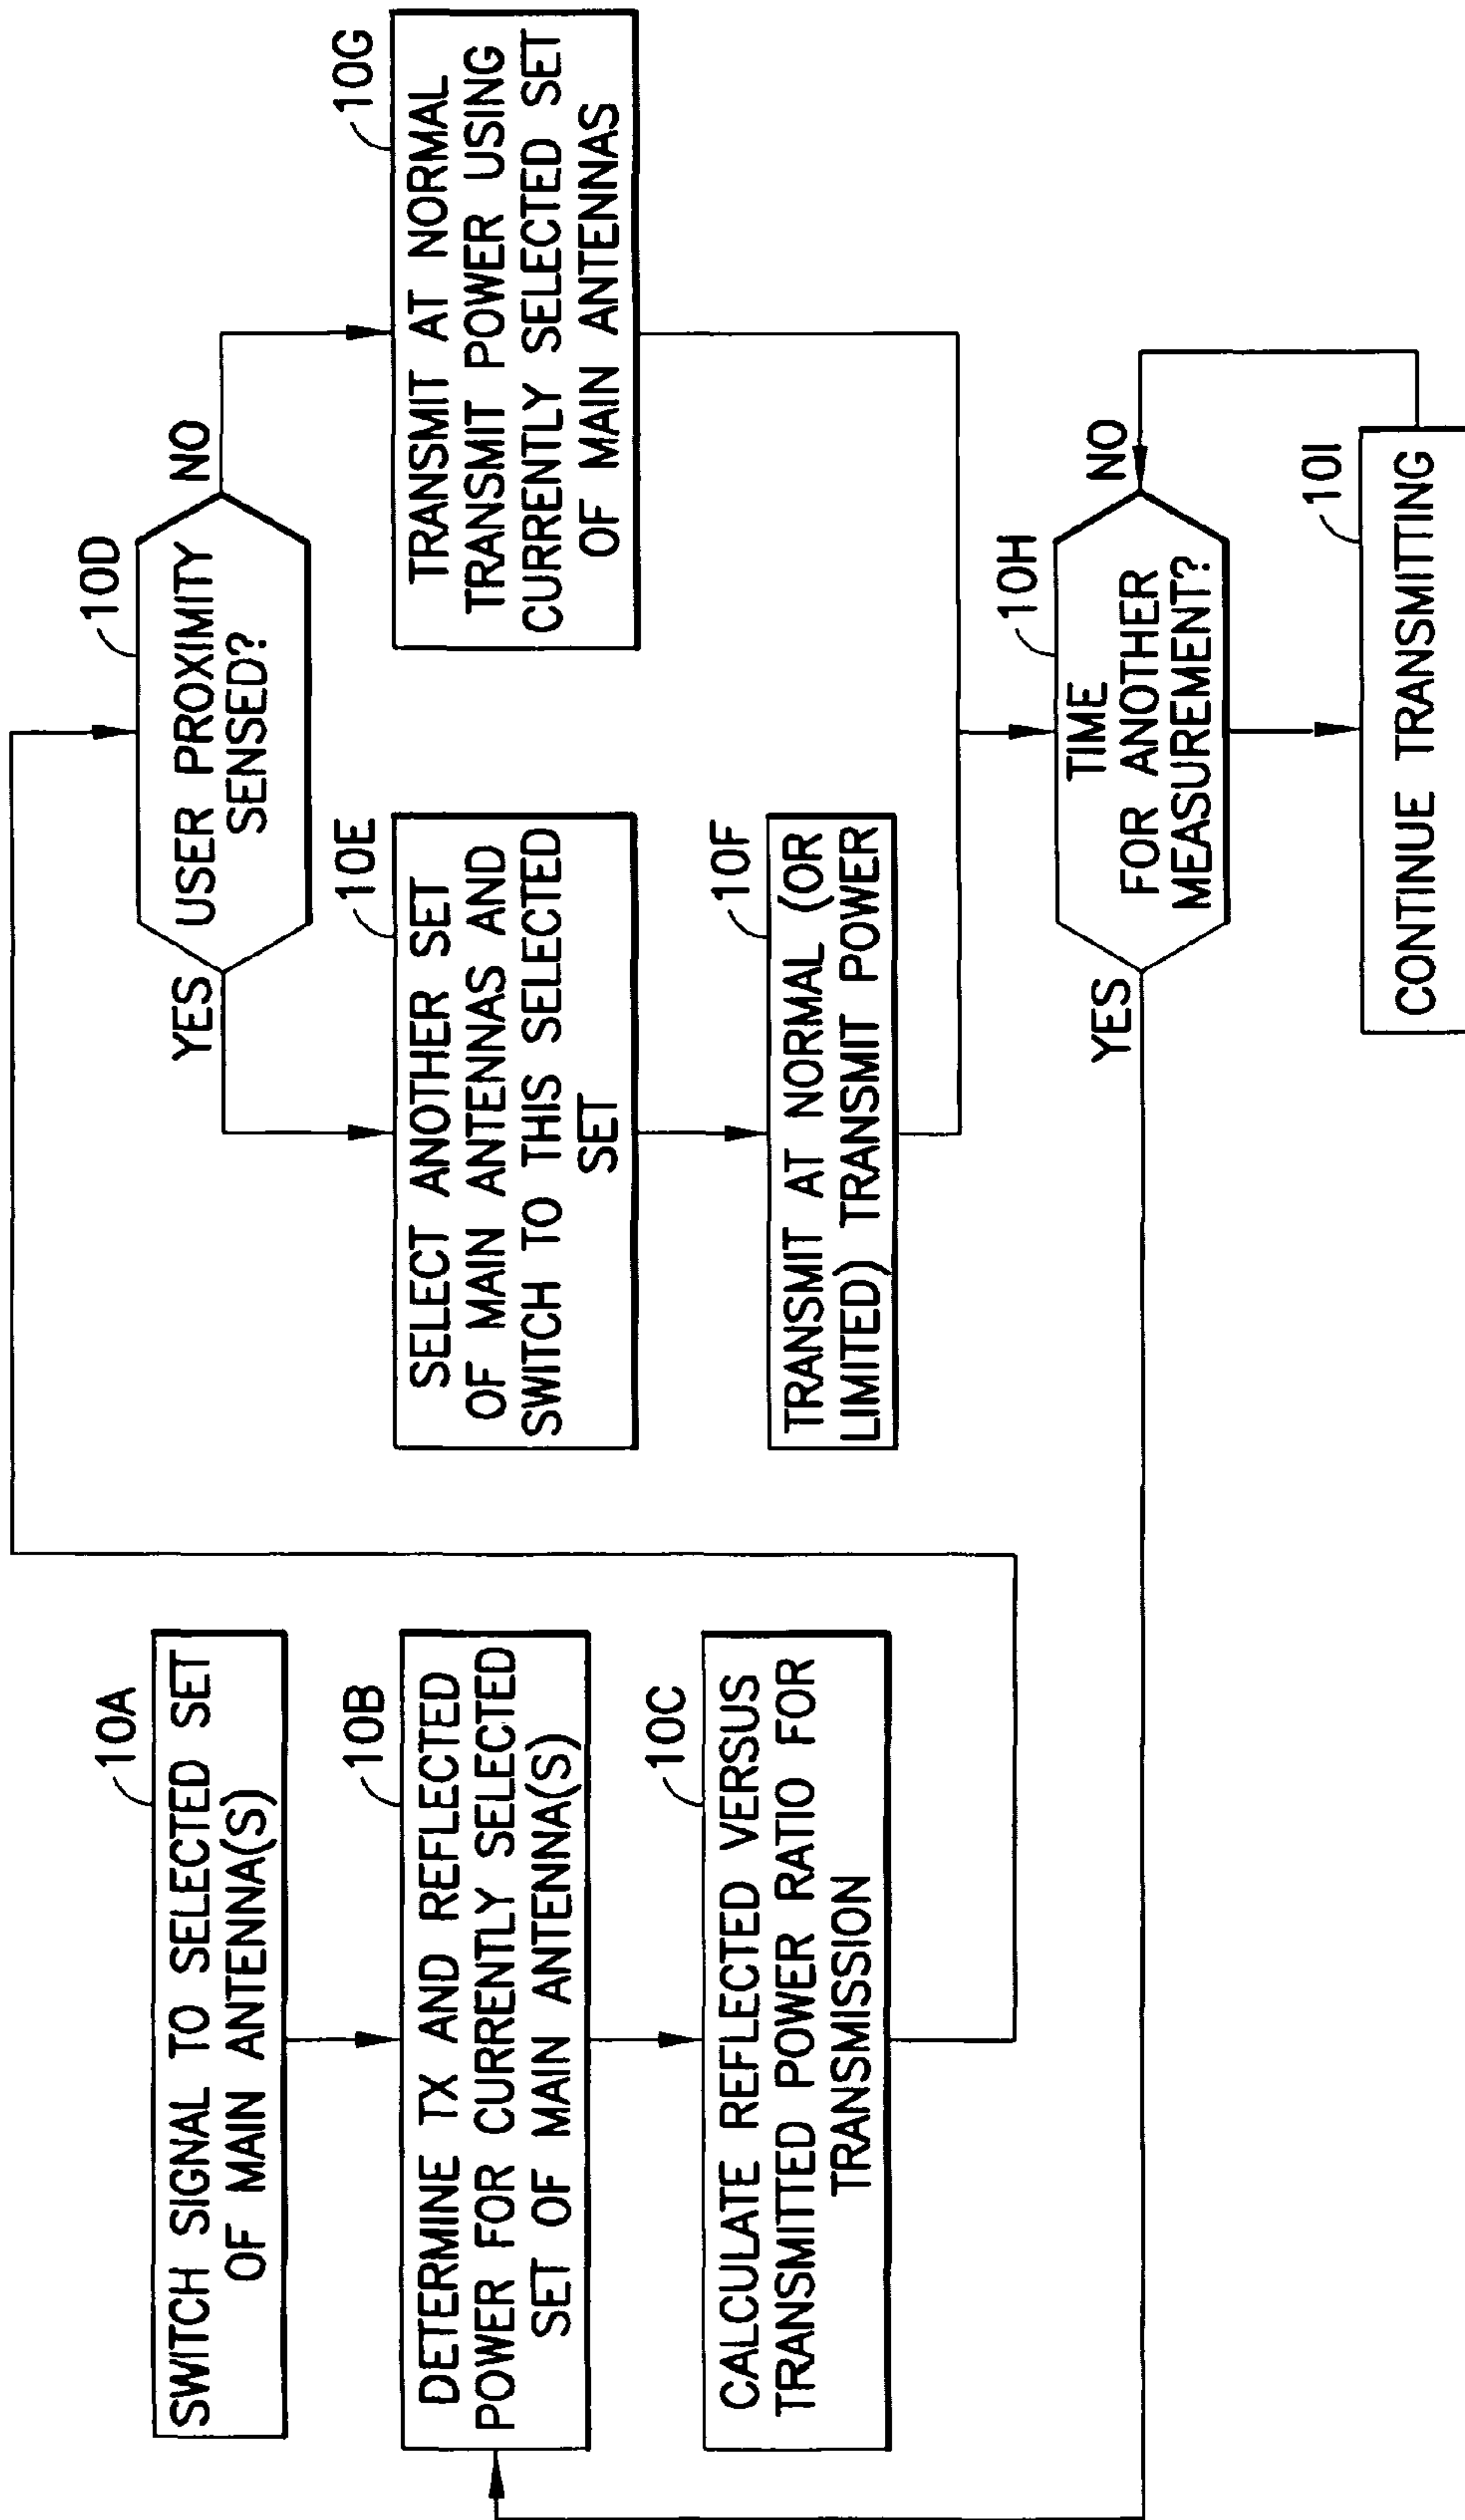 10A
SWITCH SIGNAL TO SELECTED SET
OF MAIN ANTENNA(S)
10B
DETERMINE TX AND REFLECTED
POWER FOR CURRENTLY SELECTED
SET OF MAIN ANTENNA(S)
10C
CALCULATE REFLECTED VERSUS
TRANSMITTED POWER RATIO FOR
TRANSMISSION
10D
USER PROXIMITY
SENSED?
YES
NO
10E
SELECT ANOTHER SET
OF MAIN ANTENNAS AND
SWITCH TO THIS SELECTED
SET
10F
TRANSMIT AT NORMAL (OR
LIMITED) TRANSMIT POWER
10G
TRANSMIT AT NORMAL
TRANSMIT POWER USING
CURRENTLY SELECTED SET
OF MAIN ANTENNAS
10H
TIME
FOR ANOTHER
MEASUREMENT?
YES
NO
10I
CONTINUE TRANSMITTING